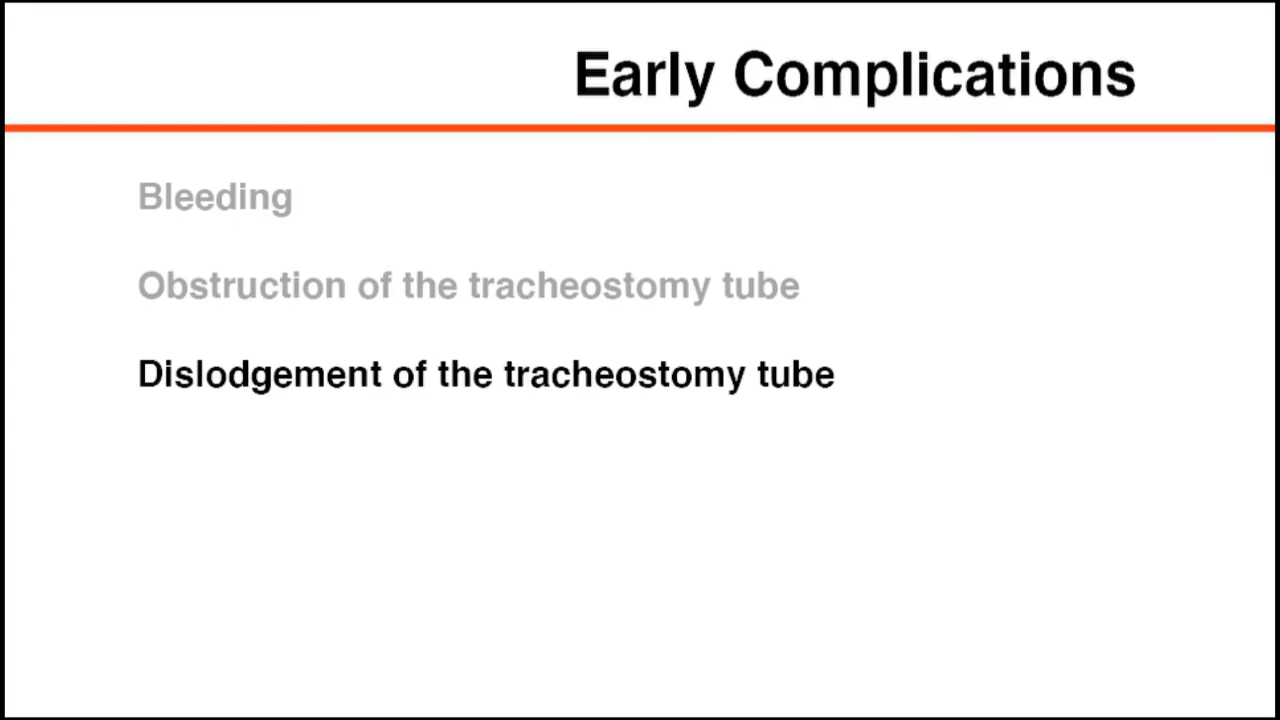 Early Complications
Bleeding
Obstruction of the tracheostomy tube
Dislodgement of the tracheostomy tube